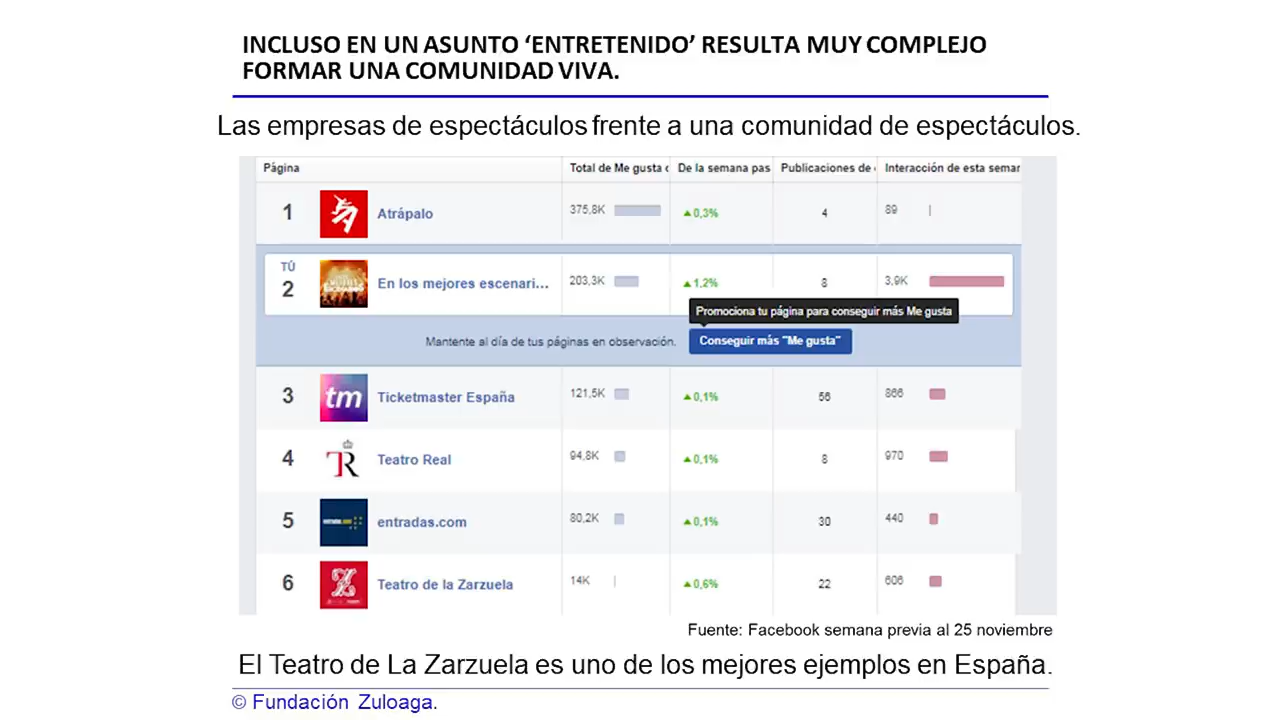 INCLUSO EN UN ASUNTO ‘ENTRETENIDO’ RESULTA MUY COMPLEJO
FORMAR UNA COMUNIDAD VIVA.
Las empresas de espectáculos frente a una comunidad de espectáculos.
Página Total de Me gusta De la semana pas Publicaciones de Interacción de esta semar
1 Atrápalo 375,8K 0,3% 4 89
TÚ
2 En los mejores escenari... 203,3K 1,2% 8 3,9K
Promociona tu página para conseguir más Me gusta
Mantente al día de tus páginas en observación. Conseguir más "Me gusta"
3 tm Ticketmaster España 121,5K 0,1% 56 866
4 TR Teatro Real 94,8K 0,1% 8 970
5 entradas.com entradas.com 80,2K 0,1% 30 440
6 Z Teatro de la Zarzuela 14K 0,6% 22 606
Fuente: Facebook semana previa al 25 noviembre
El Teatro de La Zarzuela es uno de los mejores ejemplos en España.
© Fundación Zuloaga.